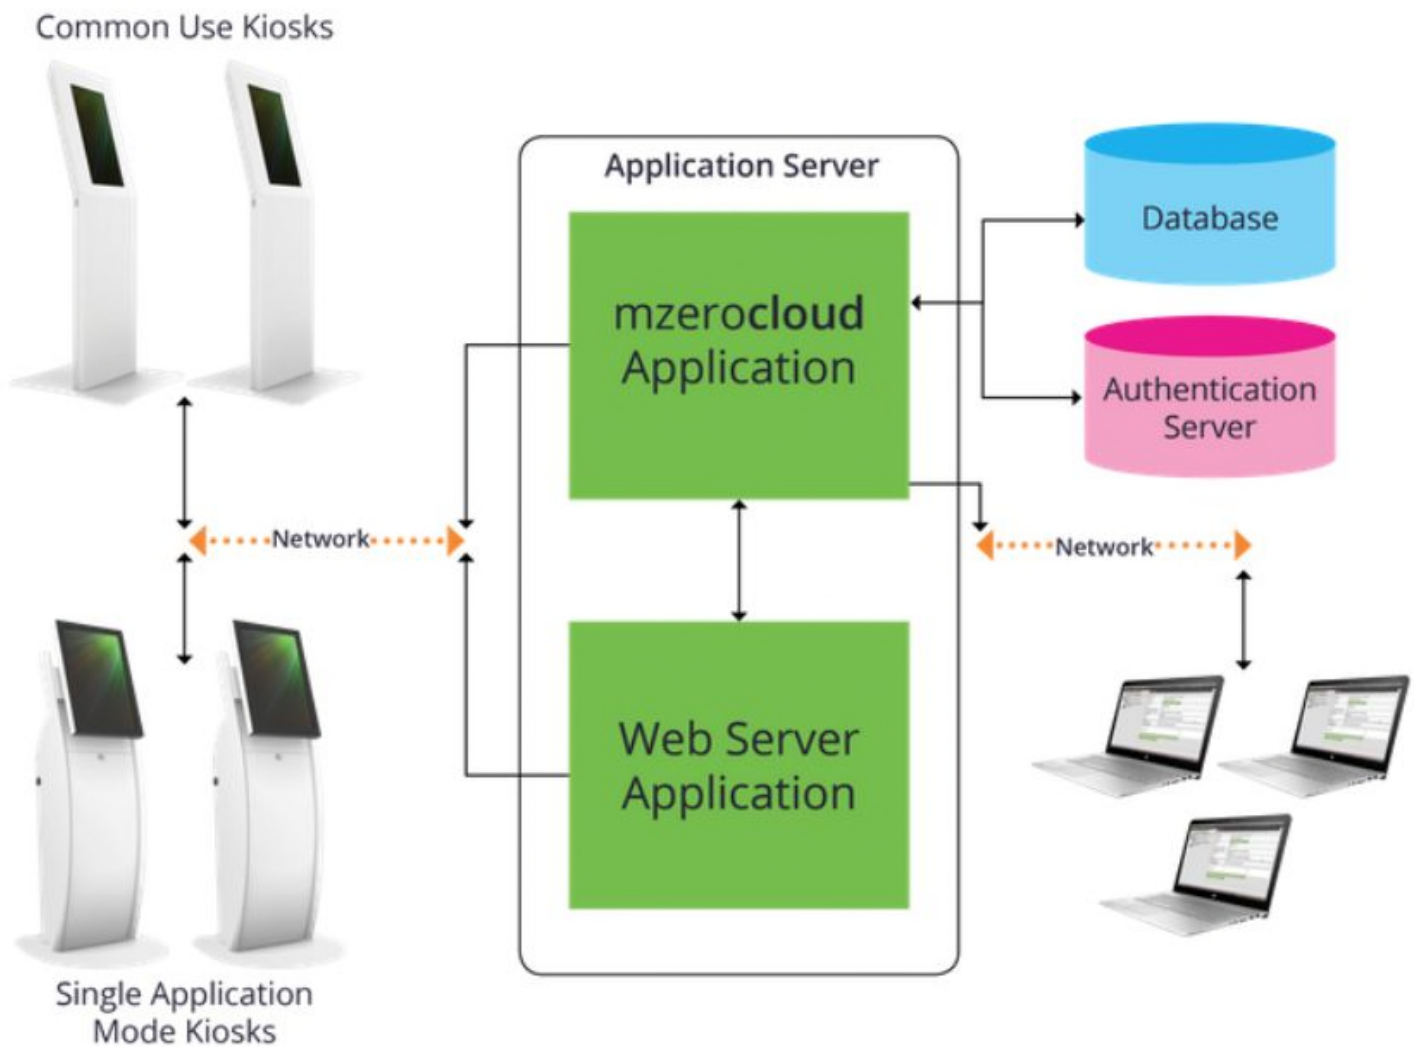 Common Use Kiosks
Application Server
Database
mzerocloud
Application
Authentication
Server
Network
Network
Web Server
Application
Single Application
Mode Kiosks